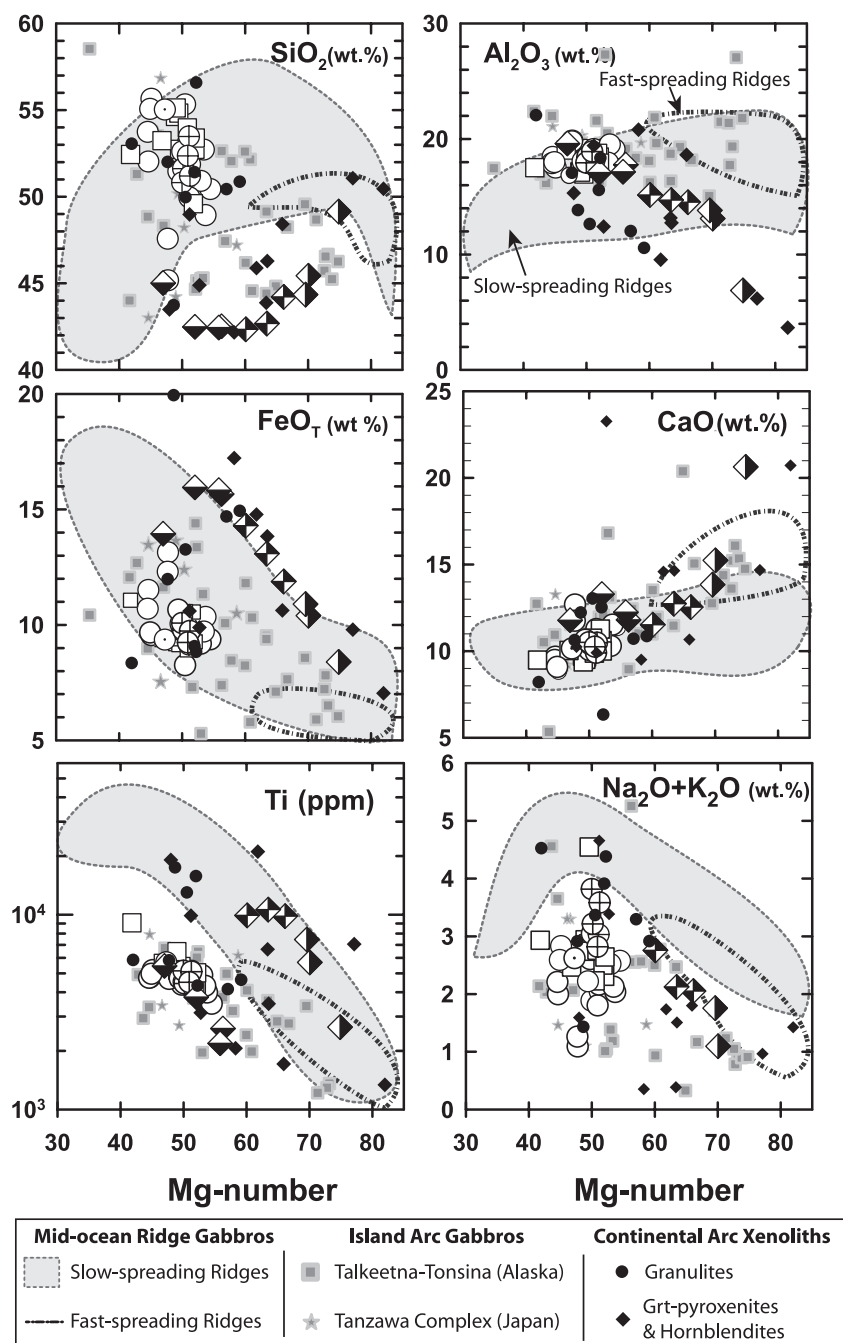 60
55
50
45
40
SiO2(wt.%)
30
20
10
0
Al2O3(wt.%)
Fast-spreading Ridges
Slow-spreading Ridges
20
15
10
5
FeOT (wt %)
25
20
15
10
5
CaO(wt.%)
10^4
10^3
Ti (ppm)
30 40 50 60 70 80
Mg-number
6
5
4
3
2
1
0
Na2O+K2O (wt.%)
30 40 50 60 70 80
Mg-number
Mid-ocean Ridge Gabbros
Slow-spreading Ridges
Fast-spreading Ridges
Island Arc Gabbros
Talkeetna-Tonsina (Alaska)
Tanzawa Complex (Japan)
Continental Arc Xenoliths
Granulites
Grt-pyroxenites
& Hornblendites